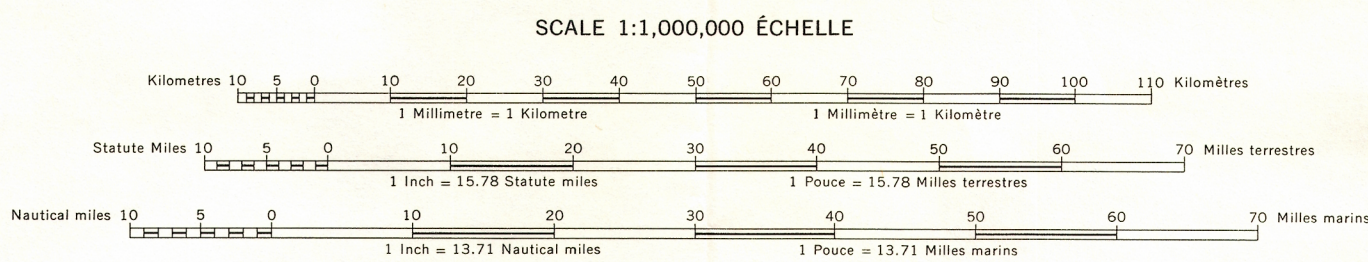 SCALE 1:1,000,000 ÉCHELLE
Kilometres 10 5 0 10 20 30 40 50 60 70 80 90 100 110 Kilomètres
1 Millimetre = 1 Kilometre 1 Millimètre = 1 Kilomètre
Statute Miles 10 5 0 10 20 30 40 50 60 70 Milles terrestres
1 Inch = 15.78 Statute miles 1 Pouce = 15.78 Milles terrestres
Nautical miles 10 5 0 10 20 30 40 50 60 70 Milles marins
1 Inch = 13.71 Nautical miles 1 Pouce = 13.71 Milles marins